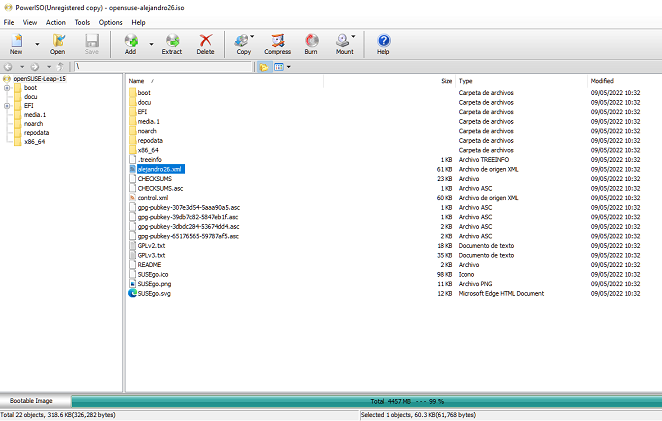 PowerISO(Unregistered copy) - opensuse-alejandro26.iso
File View Action Tools Options Help
New Open Save Add Extract Delete Copy Compress Burn Mount Help
\
openSUSE-Leap-15
boot
docu
EFI
media.1
noarch
repodata
x86_64
Name Size Type Modified
boot Carpeta de archivos 09/05/2022 10:32
docu Carpeta de archivos 09/05/2022 10:32
EFI Carpeta de archivos 09/05/2022 10:32
media.1 Carpeta de archivos 09/05/2022 10:32
noarch Carpeta de archivos 09/05/2022 10:32
repodata Carpeta de archivos 09/05/2022 10:32
x86_64 Carpeta de archivos 09/05/2022 10:32
.treeinfo 1 KB Archivo TREEINFO 09/05/2022 10:32
alejandro26.xml 61 KB Archivo de origen XML 09/05/2022 10:32
CHECKSUMS 23 KB Archivo 09/05/2022 10:32
CHECKSUMS.asc 1 KB Archivo ASC 09/05/2022 10:32
control.xml 60 KB Archivo de origen XML 09/05/2022 10:32
gpg-pubkey-307e3d54-5aaa90a5.asc 1 KB Archivo ASC 09/05/2022 10:32
gpg-pubkey-39db7c82-5847eb1f.asc 1 KB Archivo ASC 09/05/2022 10:32
gpg-pubkey-3dbdc284-53674dd4.asc 2 KB Archivo ASC 09/05/2022 10:32
gpg-pubkey-65176565-59787af5.asc 2 KB Archivo ASC 09/05/2022 10:32
GPLv2.txt 18 KB Documento de texto 09/05/2022 10:32
GPLv3.txt 35 KB Documento de texto 09/05/2022 10:32
README 2 KB Archivo 09/05/2022 10:32
SUSEgo.ico 98 KB Icono 09/05/2022 10:32
SUSEgo.png 11 KB Archivo PNG 09/05/2022 10:32
SUSEgo.svg 12 KB Microsoft Edge HTML Document 09/05/2022 10:32
Bootable Image Total 4457 MB --- 99 %
Total 22 objects, 318.6 KB(326,282 bytes) Selected 1 objects, 60.3 KB(61,768 bytes)